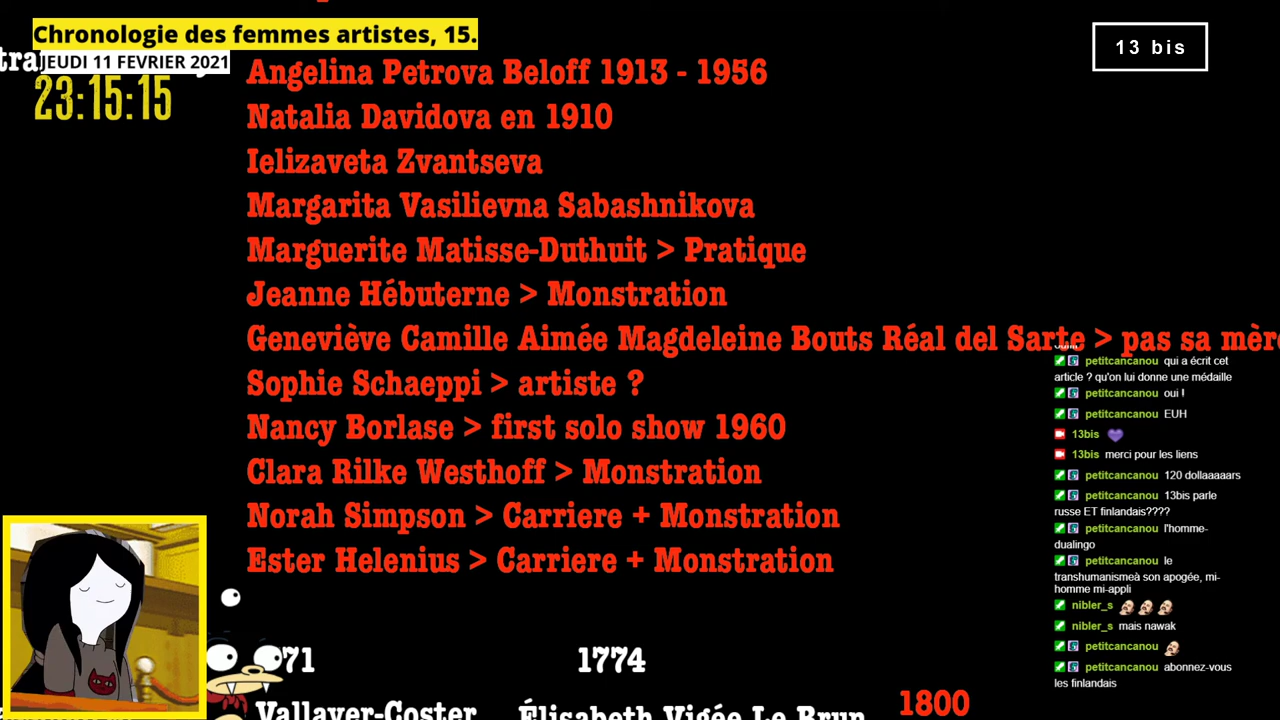 Chronologie des femmes artistes, 15.
JEUDI 11 FEVRIER 2021
23:15:15
13 bis
Angelina Petrova Beloff 1913 - 1956
Natalia Davidova en 1910
Ielizaveta Zvantseva
Margarita Vasilievna Sabashnikova
Marguerite Matisse-Duthuit > Pratique
Jeanne Hébuterne > Monstration
Geneviève Camille Aimée Magdeleine Bouts Réal del Sarte > pas sa mèr
Sophie Schaeppi > artiste ?
Nancy Borlase > first solo show 1960
Clara Rilke Westhoff > Monstration
Norah Simpson > Carriere + Monstration
Ester Helenius > Carriere + Monstration
petitcancanou qui a écrit cet
article ? qu'on lui donne une médaille
petitcancanou oui !
petitcancanou EUH
13bis
13bis merci pour les liens
petitcancanou 120 dollaaaaars
petitcancanou 13bis parle
russe ET finlandais????
petitcancanou l'homme-
dualingo
petitcancanou le
transhumanismeà son apogée, mi-
homme mi-appli
nibler_s
nibler_s mais nawak
petitcancanou
petitcancanou abonnez-vous
les finlandais
71
1774
1800
Vallayer-Coster
Élisabeth Vigée Le Brun